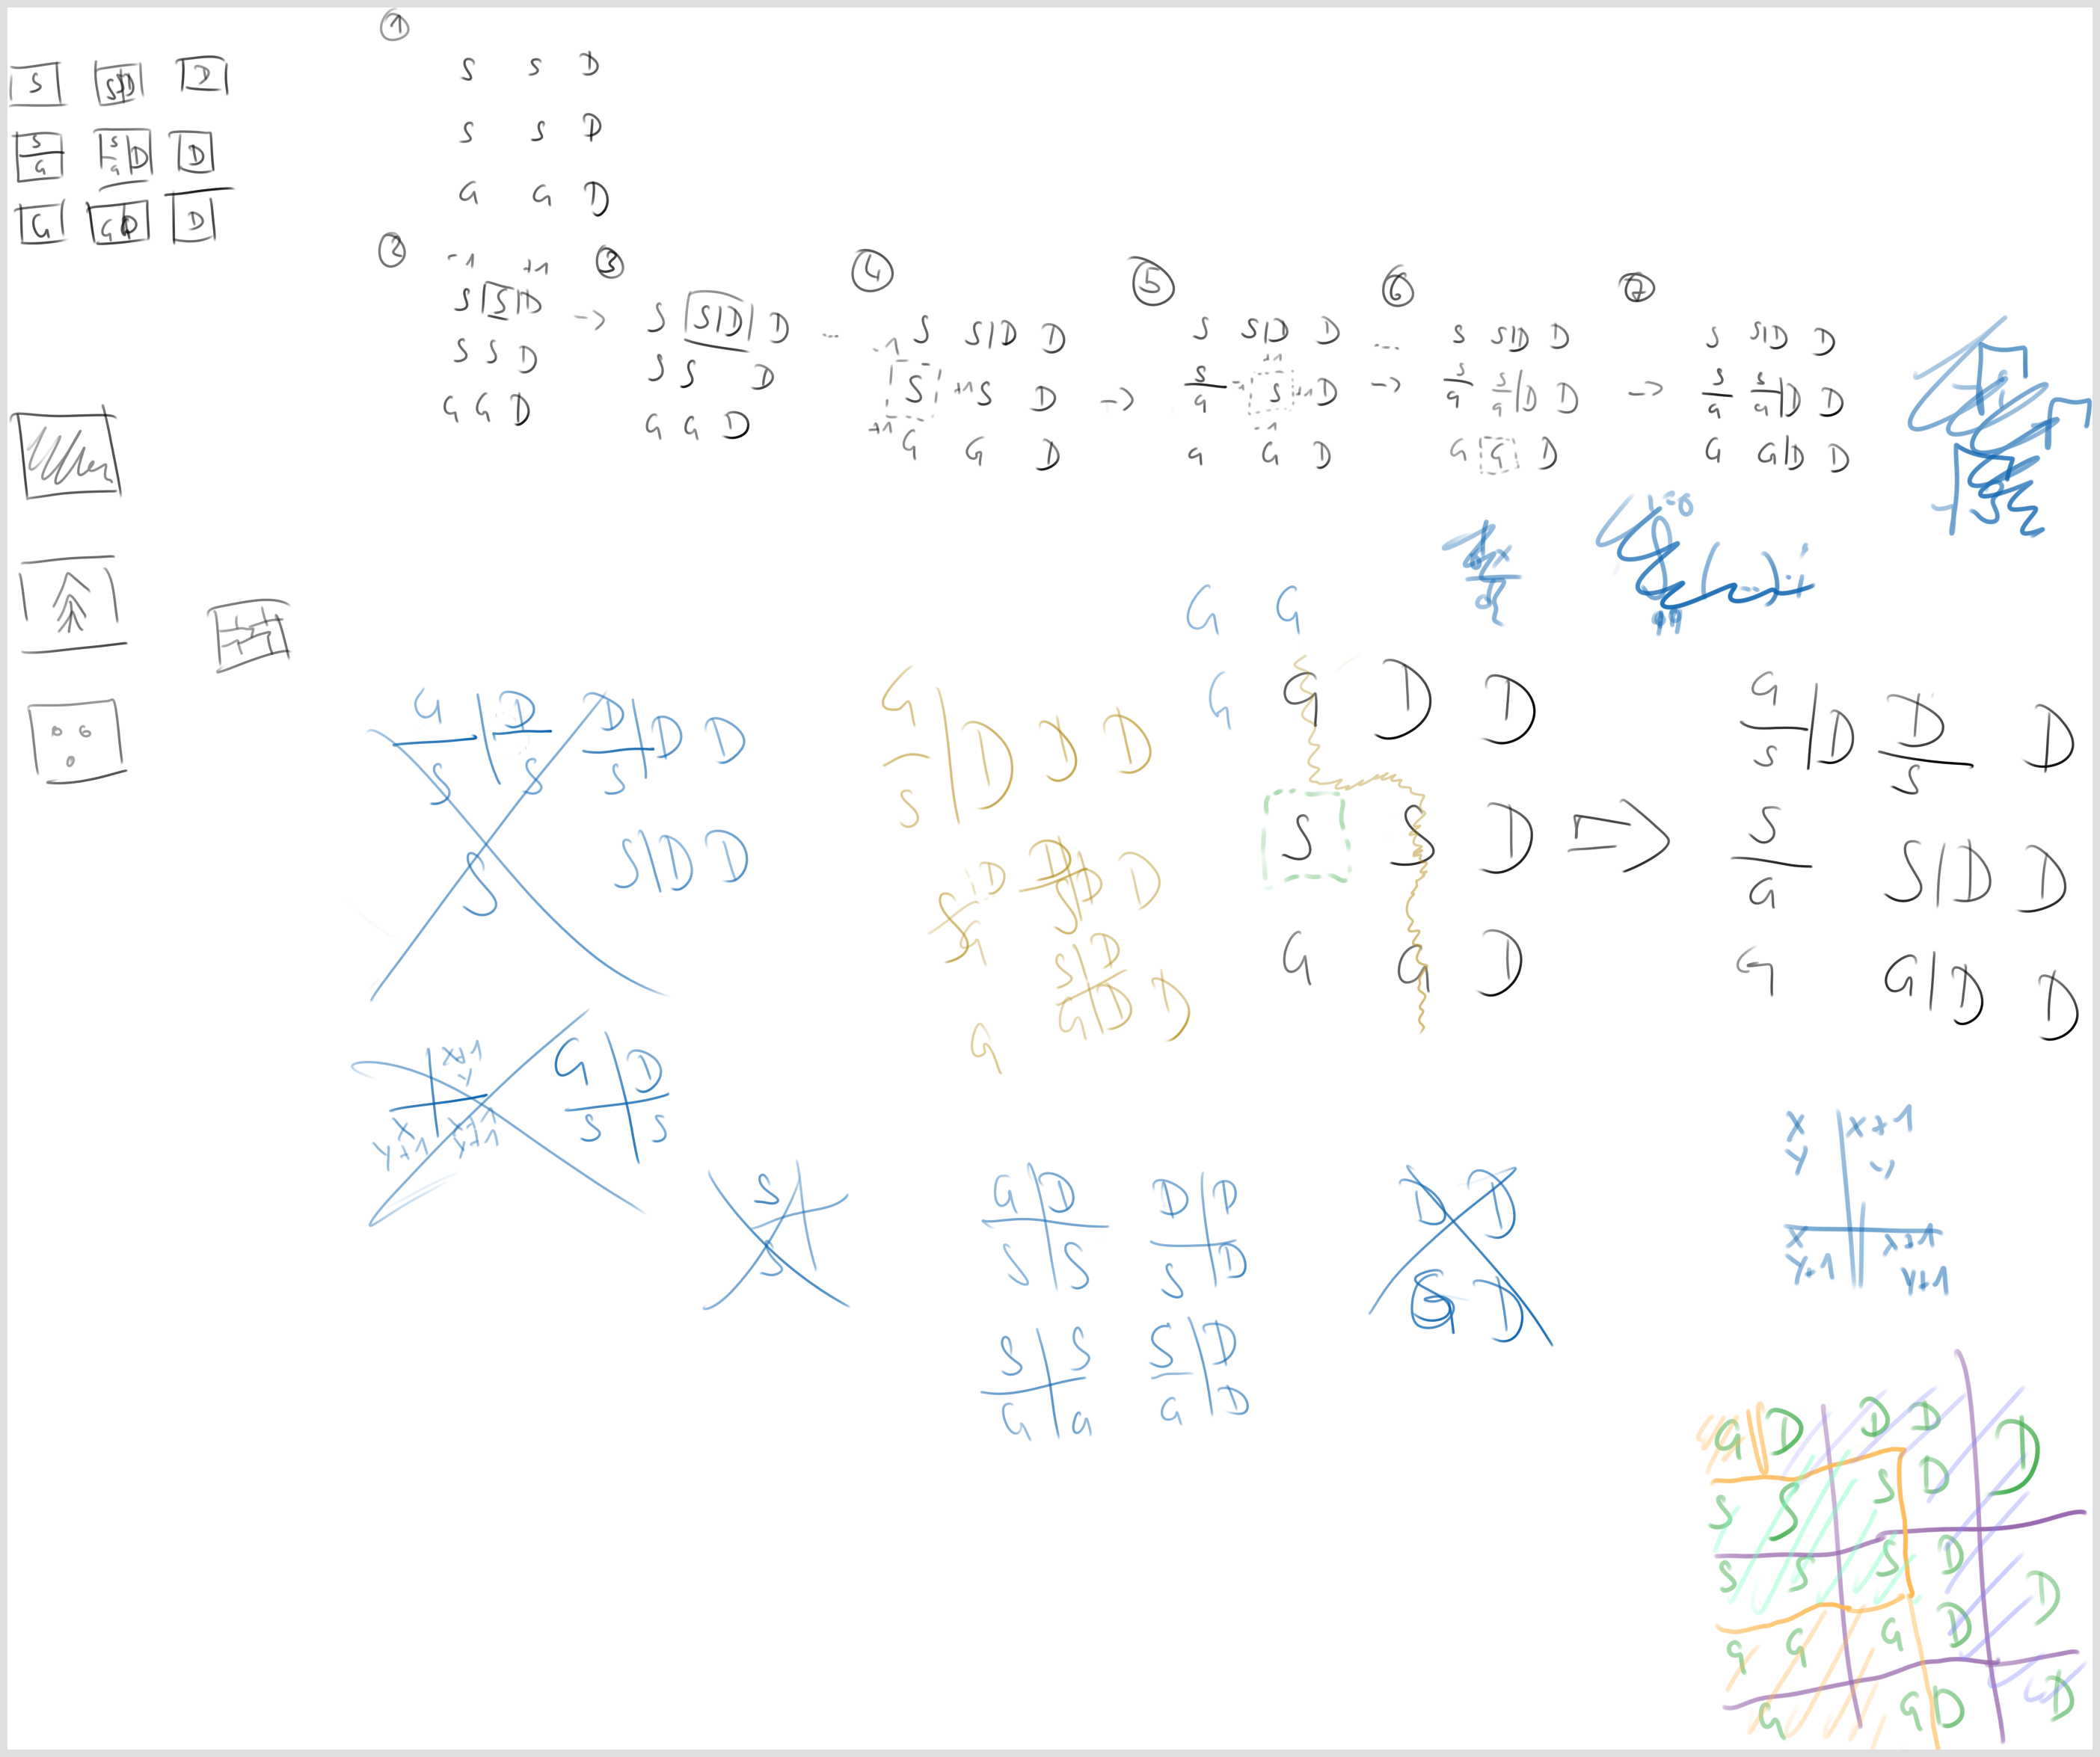 1
S S|D D
S S D
S S D
S/G S/G|D D
G G D
G G|D D
2 -1 +1 3 4 5 6 7
S|S|D -> S S|D| D ... S S|D D S S|D D ... S S|D D S S|D D
S S D S S D -1 S +1 S D -> S/G - S +1 D -> S/G S/G|D D -> S/G S/G|D D
G G D G G D +1 G G D G G D G G D G G|D D
G G
G/S|D/S D/S|D D
G/S|D D D
G G D D
G/S|D D/S D
S S|D D
S S D
S/G S|D D
G
G G D
G G|D D
x+1 y
x y+1 x+1 y+1
G|D
S|S
S
S
G|D D|D
S|S S|D
D D
D
S|S S|D
G|G G|D
x y x+1 y
x y+1 x+1 y+1
G D D D D
S S S D
S S S D D
G G G D
G G D D